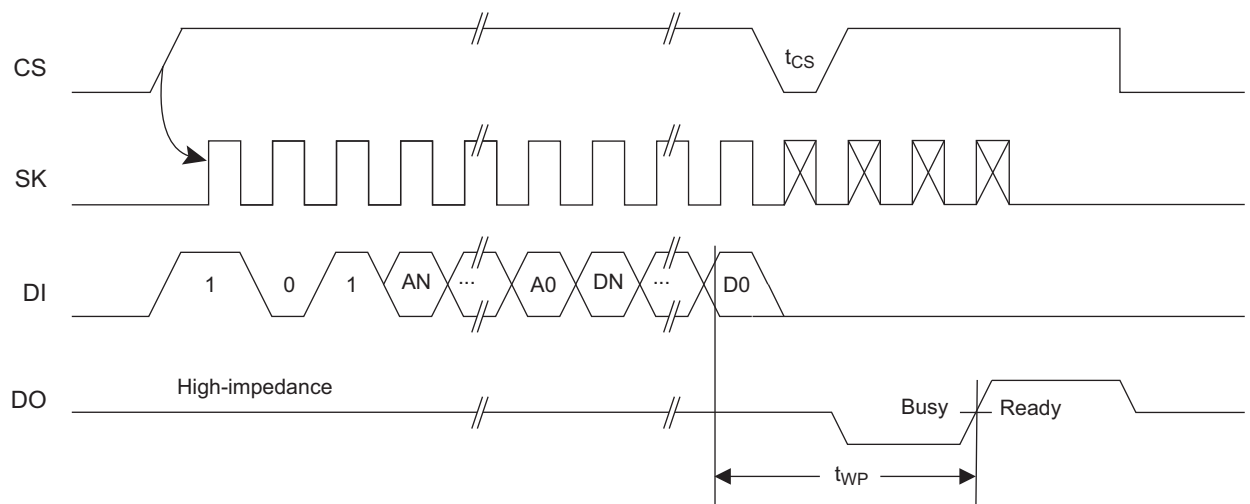 CS
tCS
SK
DI
1 0 1 AN ... A0 DN ... D0
DO
High-impedance
Busy
Ready
tWP